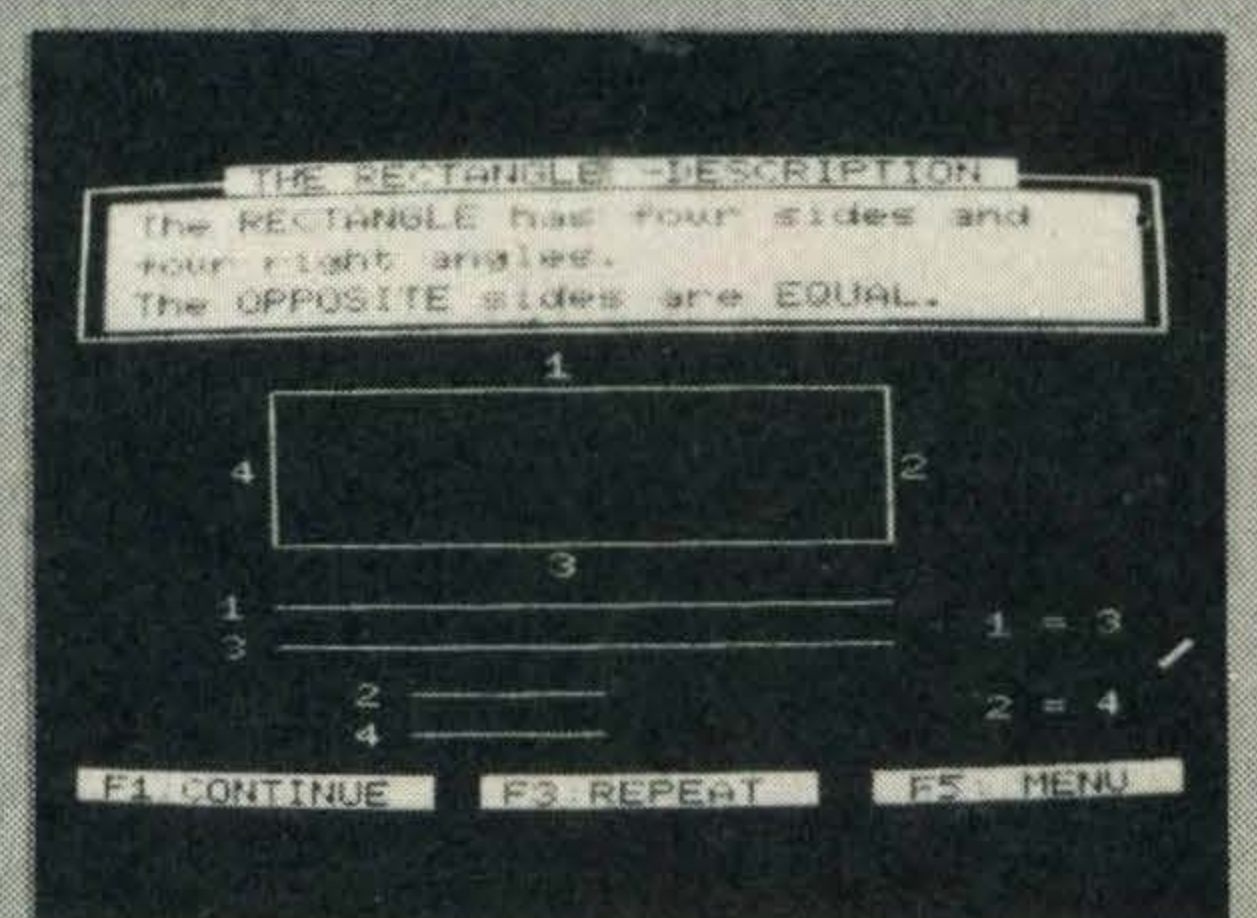 THE RECTANGLE -DESCRIPTION
The RECTANGLE has four sides and
four right angles.
The OPPOSITE sides are EQUAL.
1
4 2
3
1
3
1 = 3
2
4
2 = 4
F1:CONTINUE F3:REPEAT F5: MENU